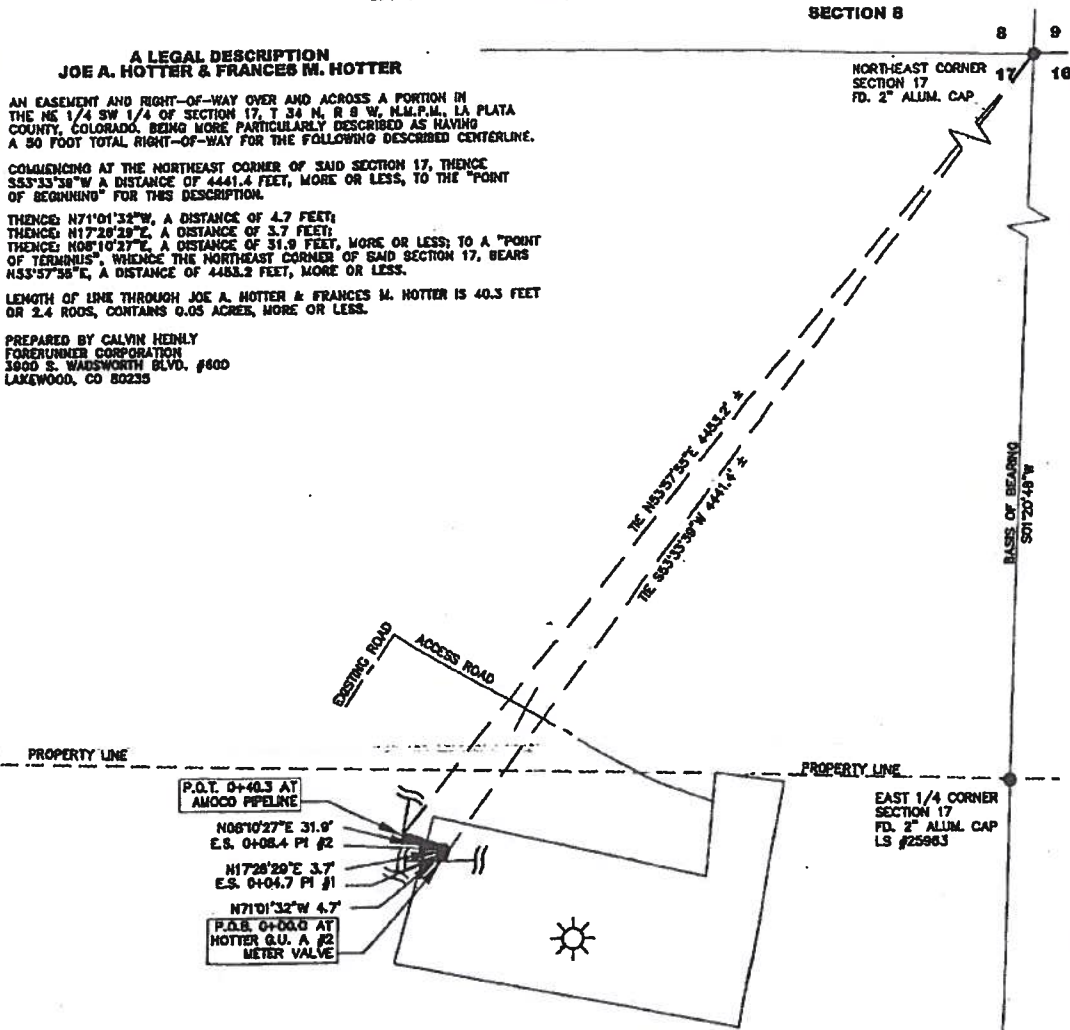 SECTION 8
8 9
17 16
NORTHEAST CORNER
SECTION 17
FD. 2" ALUM. CAP
A LEGAL DESCRIPTION
JOE A. HOTTER & FRANCES M. HOTTER
AN EASEMENT AND RIGHT-OF-WAY OVER AND ACROSS A PORTION IN
THE NE 1/4 SW 1/4 OF SECTION 17, T 34 N, R 9 W, N.M.P.M., LA PLATA
COUNTY, COLORADO. BEING MORE PARTICULARLY DESCRIBED AS HAVING
A 50 FOOT TOTAL RIGHT-OF-WAY FOR THE FOLLOWING DESCRIBED CENTERLINE.
COMMENCING AT THE NORTHEAST CORNER OF SAID SECTION 17, THENCE
S53°33'39"W A DISTANCE OF 4441.4 FEET, MORE OR LESS, TO THE "POINT
OF BEGINNING" FOR THIS DESCRIPTION.
THENCE: N71°01'32"W, A DISTANCE OF 4.7 FEET;
THENCE: N17°26'29"E, A DISTANCE OF 3.7 FEET;
THENCE: N08°10'27"E, A DISTANCE OF 31.9 FEET, MORE OR LESS; TO A "POINT
OF TERMINUS", WHENCE THE NORTHEAST CORNER OF SAID SECTION 17, BEARS
N53°57'55"E, A DISTANCE OF 4453.2 FEET, MORE OR LESS.
LENGTH OF LINE THROUGH JOE A. HOTTER & FRANCES M. HOTTER IS 40.3 FEET
OR 2.4 RODS, CONTAINS 0.05 ACRES, MORE OR LESS.
PREPARED BY CALVIN HEINLY
FORERUNNER CORPORATION
3900 S. WADSWORTH BLVD. #600
LAKEWOOD, CO 80235
TIE N53°57'55"E 4453.2' ±
TIE S53°33'39"W 4441.4' ±
BASIS OF BEARING
S01°20'48"W
EXISTING ROAD
ACCESS ROAD
PROPERTY LINE
PROPERTY LINE
EAST 1/4 CORNER
SECTION 17
FD. 2" ALUM. CAP
LS #25963
P.O.T. 0+40.3 AT
AMOCO PIPELINE
N08°10'27"E 31.9'
E.S. 0+08.4 PI #2
N17°26'29"E 3.7'
E.S. 0+04.7 PI #1
N71°01'32"W 4.7'
P.O.B. 0+00.0 AT
HOTTER G.U. A #2
METER VALVE